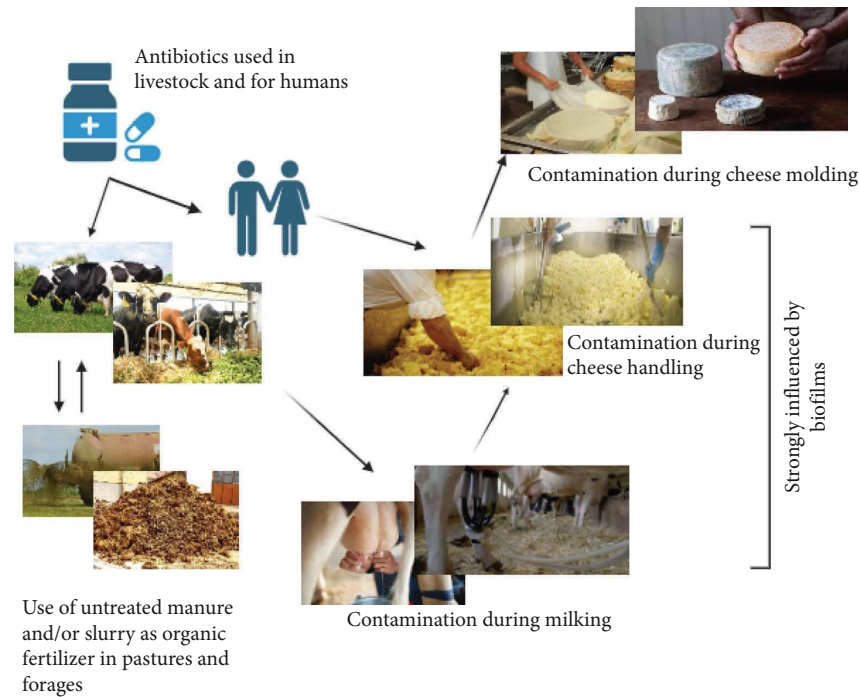 Antibiotics used in
livestock and for humans
Contamination during cheese molding
Contamination during
cheese handling
Strongly influenced by
biofilms
Contamination during milking
Use of untreated manure
and/or slurry as organic
fertilizer in pastures and
forages